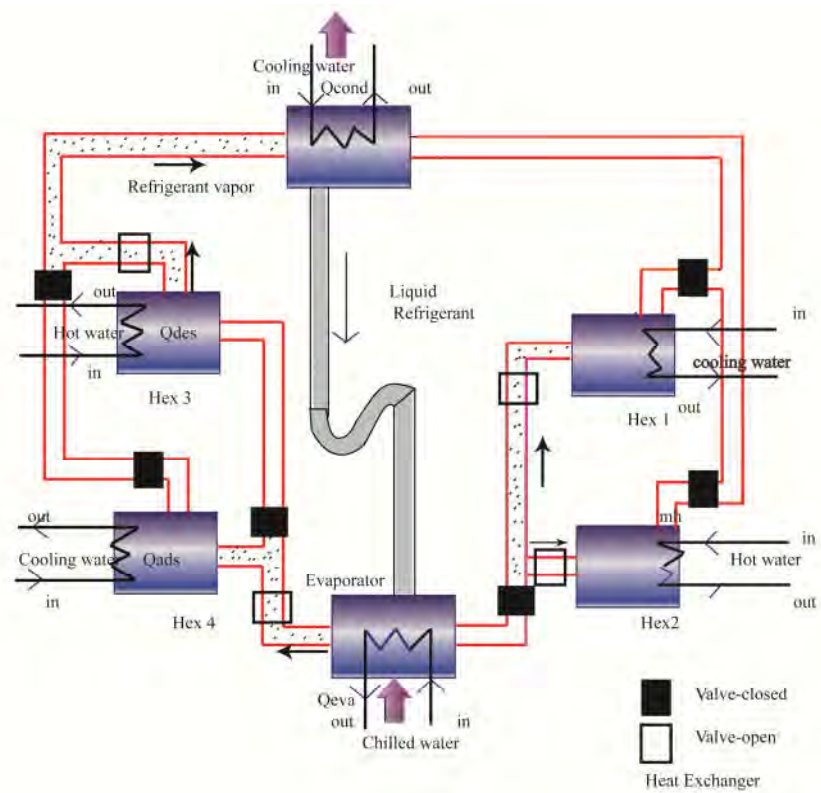 Cooling water
in
Qcond
out
Refrigerant vapor
Liquid
Refrigerant
out
Hot water
in
Qdes
Hex 3
in
cooling water
out
Hex 1
out
Cooling water
in
Qads
Hex 4
Evaporator
mh
in
Hot water
out
Hex2
Qeva
out
in
Chilled water
Valve-closed
Valve-open
Heat Exchanger